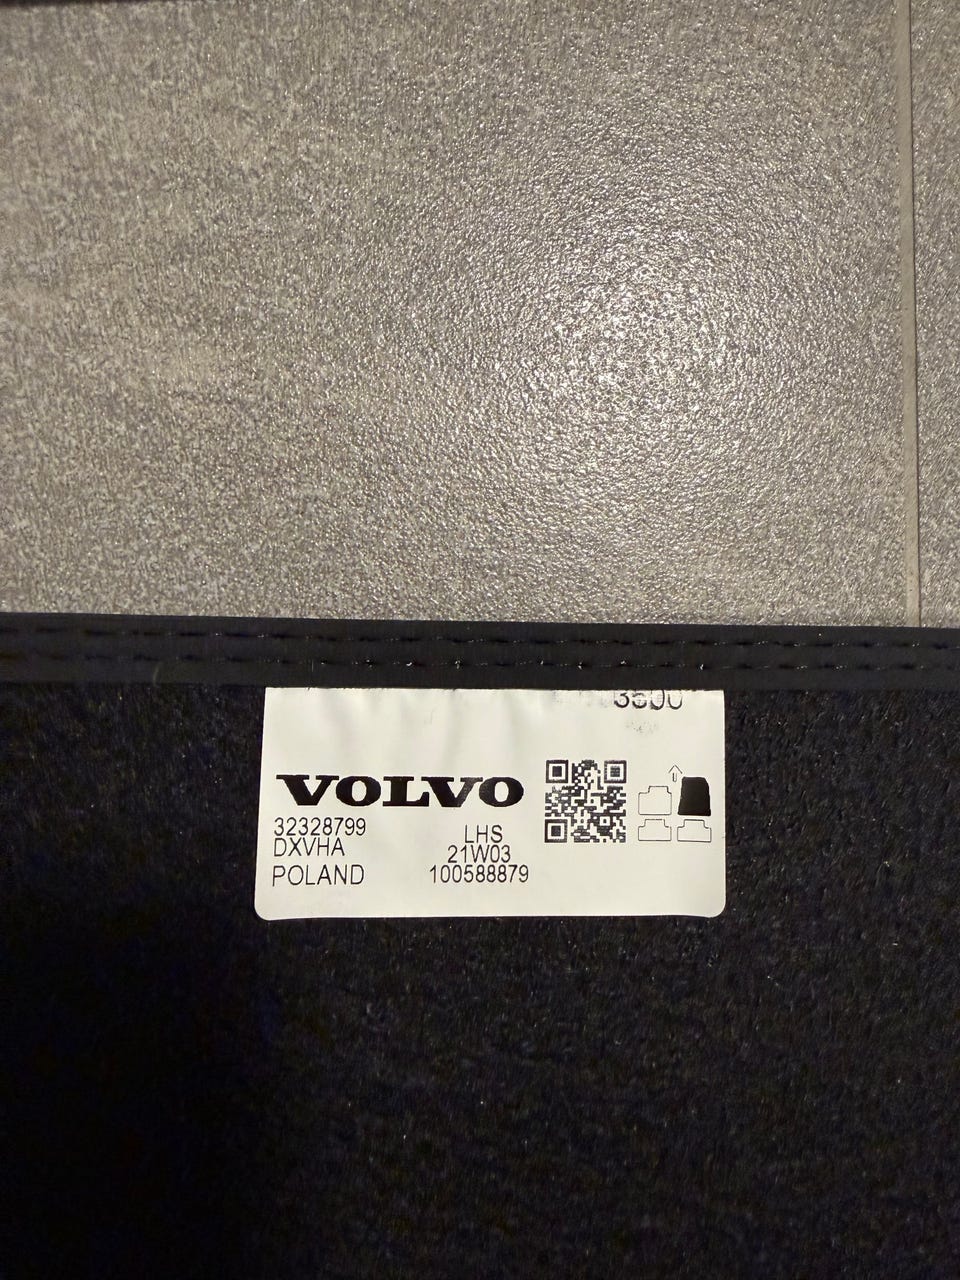 VOLVO
32328799 LHS
DXVHA 21W03
POLAND 100588879